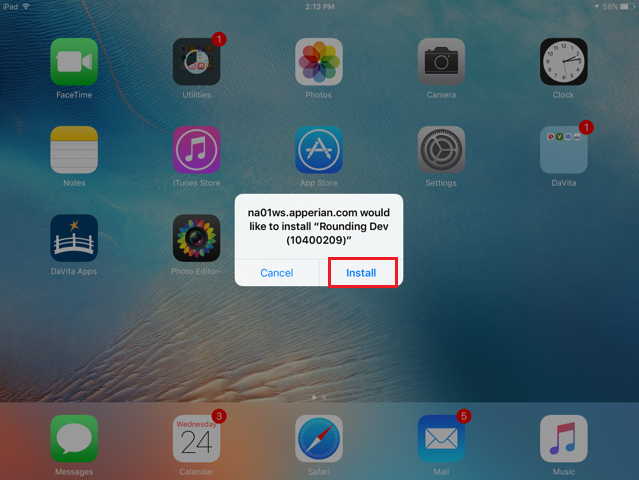 iPad
2:13 PM
58%
1
FaceTime
Utilities
Photos
Camera
Clock
1
Notes
iTunes Store
App Store
Settings
DaVita
na01ws.apperian.com would
like to install “Rounding Dev
(10400209)”
Cancel
Install
DaVita Apps
Photo Editor-
3
5
Wednesday
24
Messages
Calendar
Safari
Mail
Music